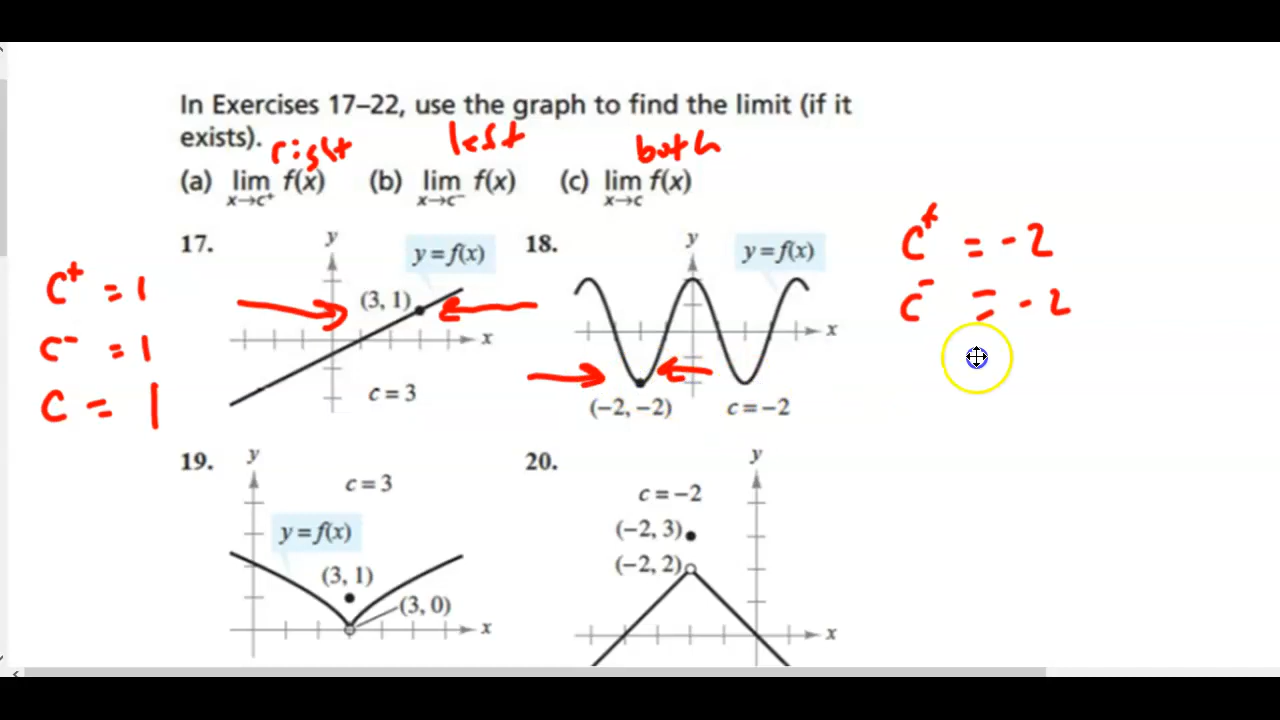 In Exercises 17–22, use the graph to find the limit (if it
exists).
right left both
(a) lim x→c⁺ f(x) (b) lim x→c⁻ f(x) (c) lim x→c f(x)
17. y y = f(x) (3, 1) x c = 3
c⁺ = 1
c⁻ = 1
c = 1
18. y y = f(x) x (−2, −2) c = −2
c⁺ = -2
c⁻ = -2
19. y c = 3 y = f(x) (3, 1) (3, 0) x
20. y c = −2 (−2, 3) (−2, 2) x